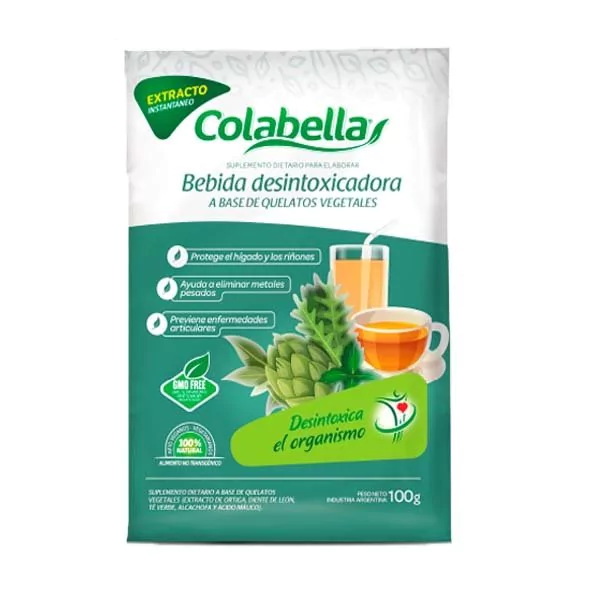 EXTRACTO
INSTANTANEO
Colabella
SUPLEMENTO DIETARIO PARA ELABORAR
Bebida desintoxicadora
A BASE DE QUELATOS VEGETALES
Protege el hígado y los riñones
Ayuda a eliminar metales
pesados
Previene enfermedades
articulares
GMO FREE
Desintoxica
el organismo
100%
NATURAL
ALIMENTO NO TRANSGÉNICO
SUPLEMENTO DIETARIO A BASE DE QUELATOS
VEGETALES (EXTRACTO DE ORTIGA, DIENTE DE LEÓN,
TÉ VERDE, ALCACHOFA Y ÁCIDO MÁLICO).
PESO NETO
INDUSTRIA ARGENTINA 100g